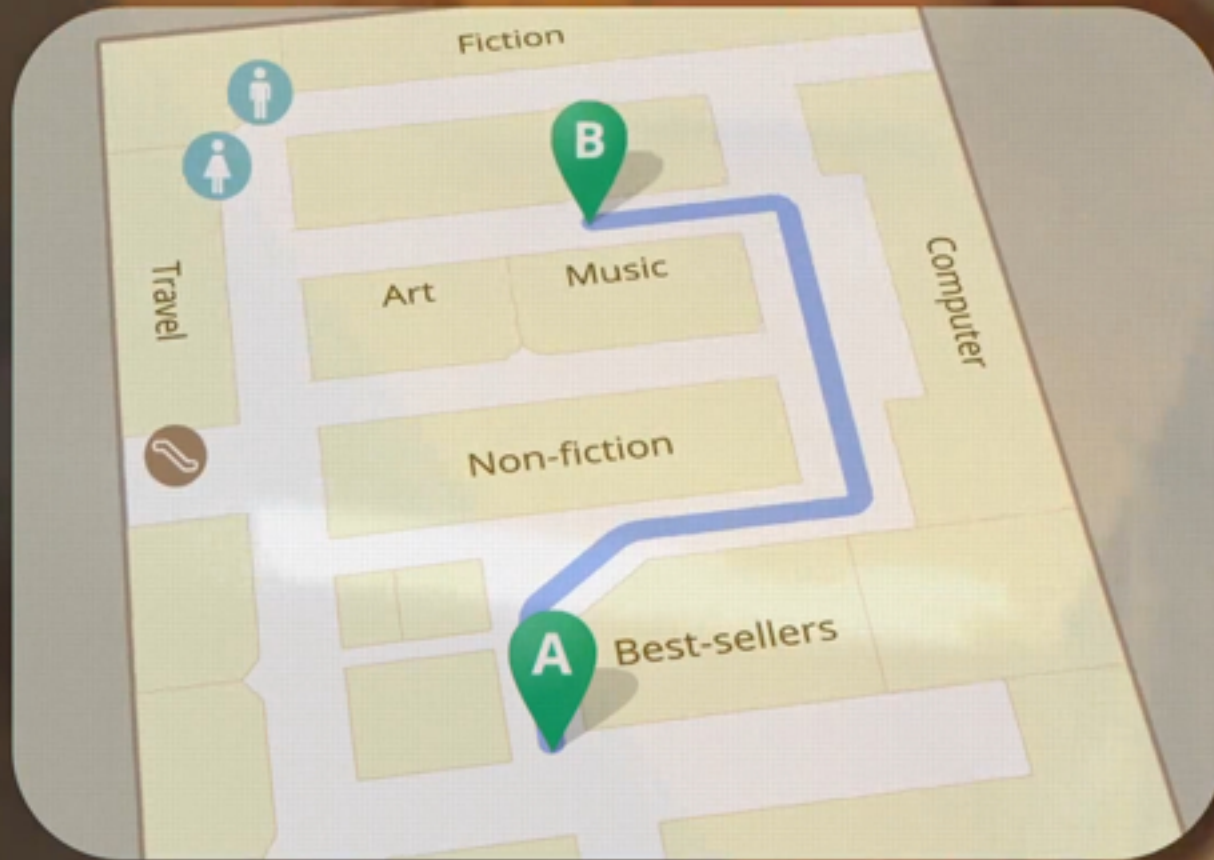 Fiction
B
Travel
Art
Music
Computer
Non-fiction
A
Best-sellers